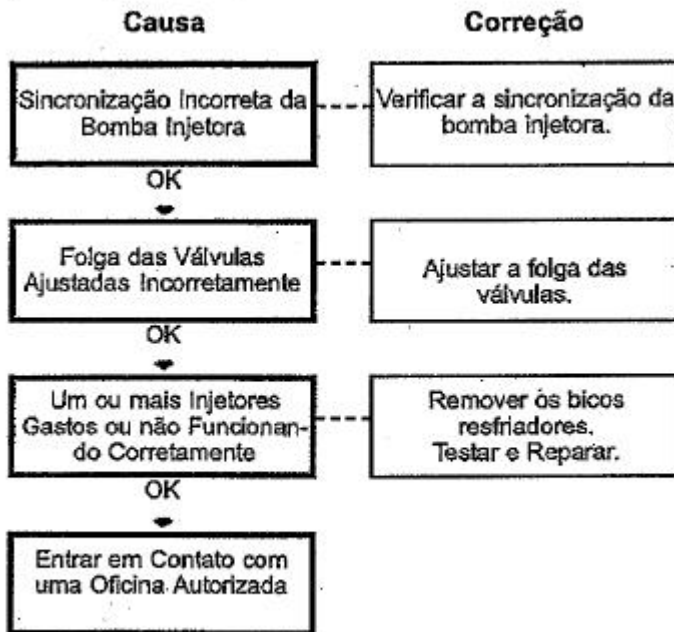 Causa
Correção
Sincronização Incorreta da
Bomba Injetora
Verificar a sincronização da
bomba injetora.
OK
Folga das Válvulas
Ajustadas Incorretamente
Ajustar a folga das
válvulas.
OK
Um ou mais Injetores
Gastos ou não Funcionan-
do Corretamente
Remover os bicos
resfriadores.
Testar e Reparar.
OK
Entrar em Contato com
uma Oficina Autorizada